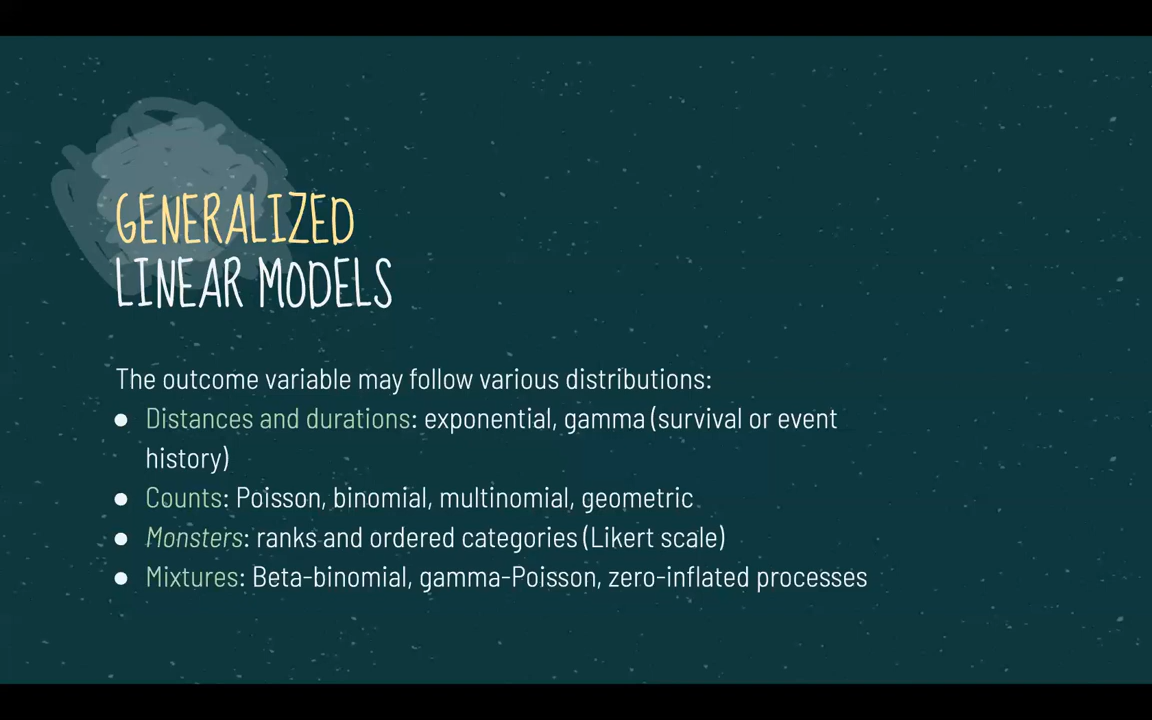 GENERALIZED
LINEAR MODELS
The outcome variable may follow various distributions:
● Distances and durations: exponential, gamma (survival or event
history)
● Counts: Poisson, binomial, multinomial, geometric
● Monsters: ranks and ordered categories (Likert scale)
● Mixtures: Beta-binomial, gamma-Poisson, zero-inflated processes